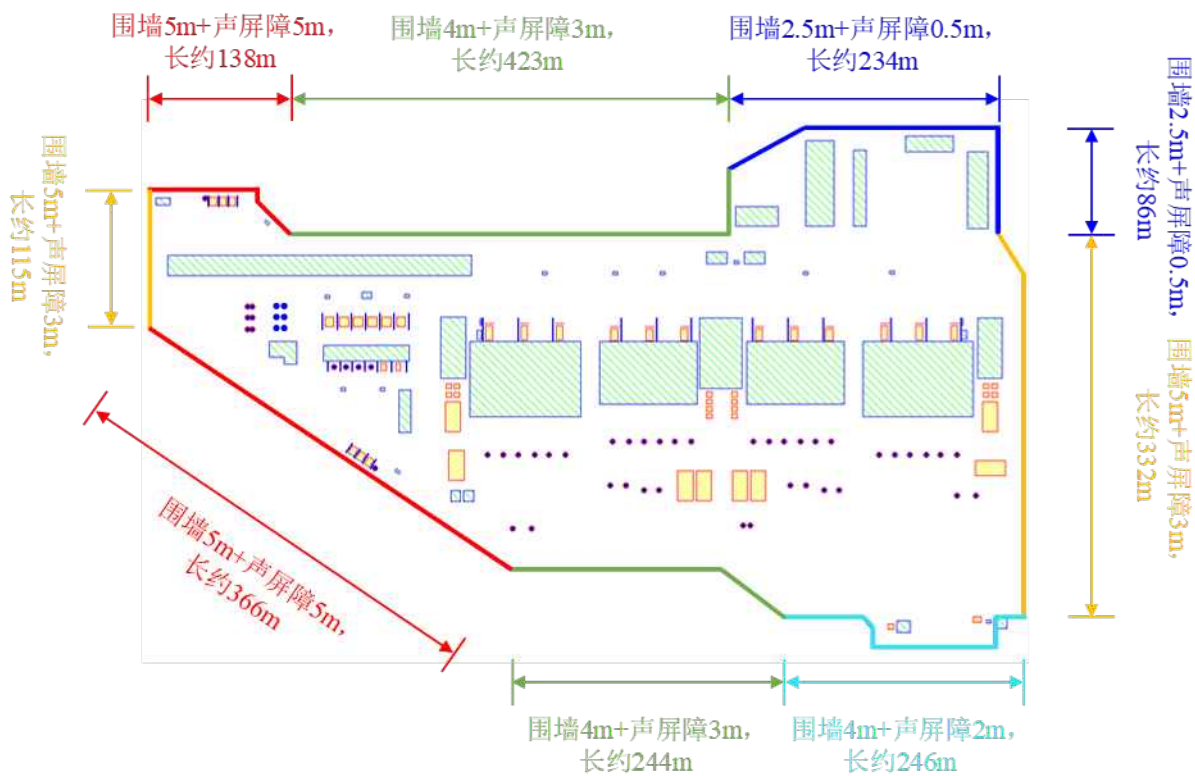 围墙5m+声屏障5m，
长约138m
围墙4m+声屏障3m，
长约423m
围墙2.5m+声屏障0.5m，
长约234m
围墙2.5m+声屏障0.5m，
长约86m
围墙5m+声屏障3m，
长约115m
围墙5m+声屏障3m，
长约332m
围墙5m+声屏障5m，
长约366m
围墙4m+声屏障3m，
长约244m
围墙4m+声屏障2m，
长约246m